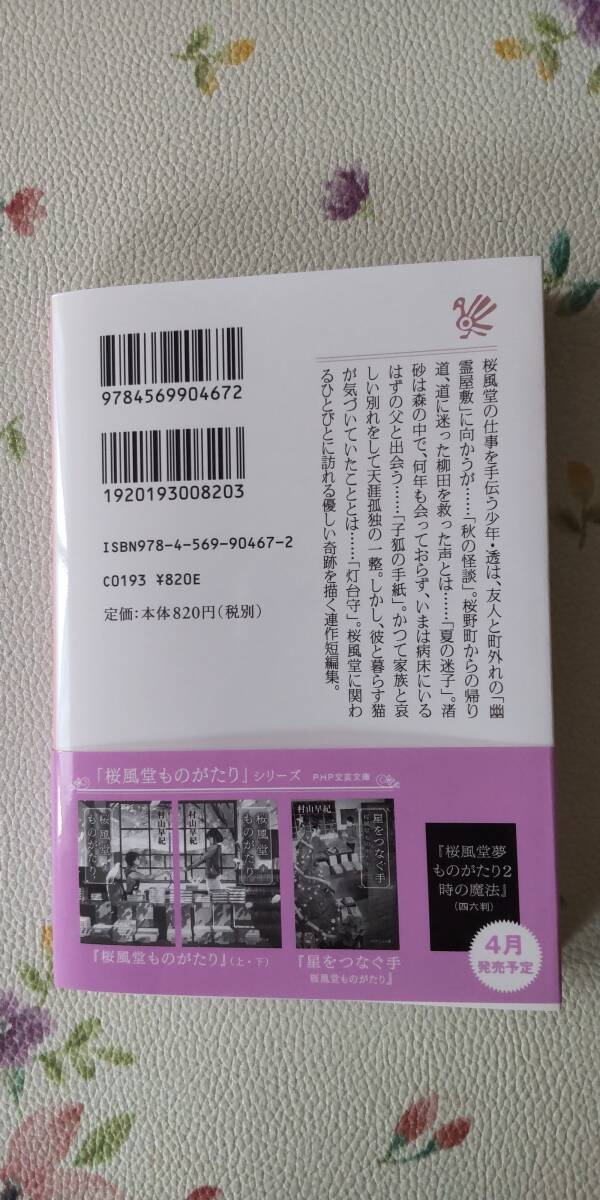 9784569904672
1920193008203
ISBN978-4-569-90467-2
C0193 ¥820E
定価:本体820円(税別)
桜風堂の仕事を手伝う少年・透は、友人と町外れの「幽
霊屋敷」に向かうが……「秋の怪談」。桜野町からの帰り
道、道に迷った柳田を救った声とは……「夏の迷子」。渚
砂は森の中で、何年も会っておらず、いまは病床にいる
はずの父と出会う……「子狐の手紙」。かつて家族と哀
しい別れをして天涯孤独の一整。しかし、彼と暮らす猫
が気づいていたこととは……「灯台守」。桜風堂に関わ
るひとびとに訪れる優しい奇跡を描く連作短編集。
「桜風堂ものがたり」シリーズ PHP文芸文庫
村山早紀
桜風堂
ものがたり
村山早紀
桜風堂
ものがたり
村山早紀
星をつなぐ手
『桜風堂夢
ものがたり2
時の魔法』
(四六判)
4月
発売予定
『桜風堂ものがたり』(上・下)
『星をつなぐ手
桜風堂ものがたり』